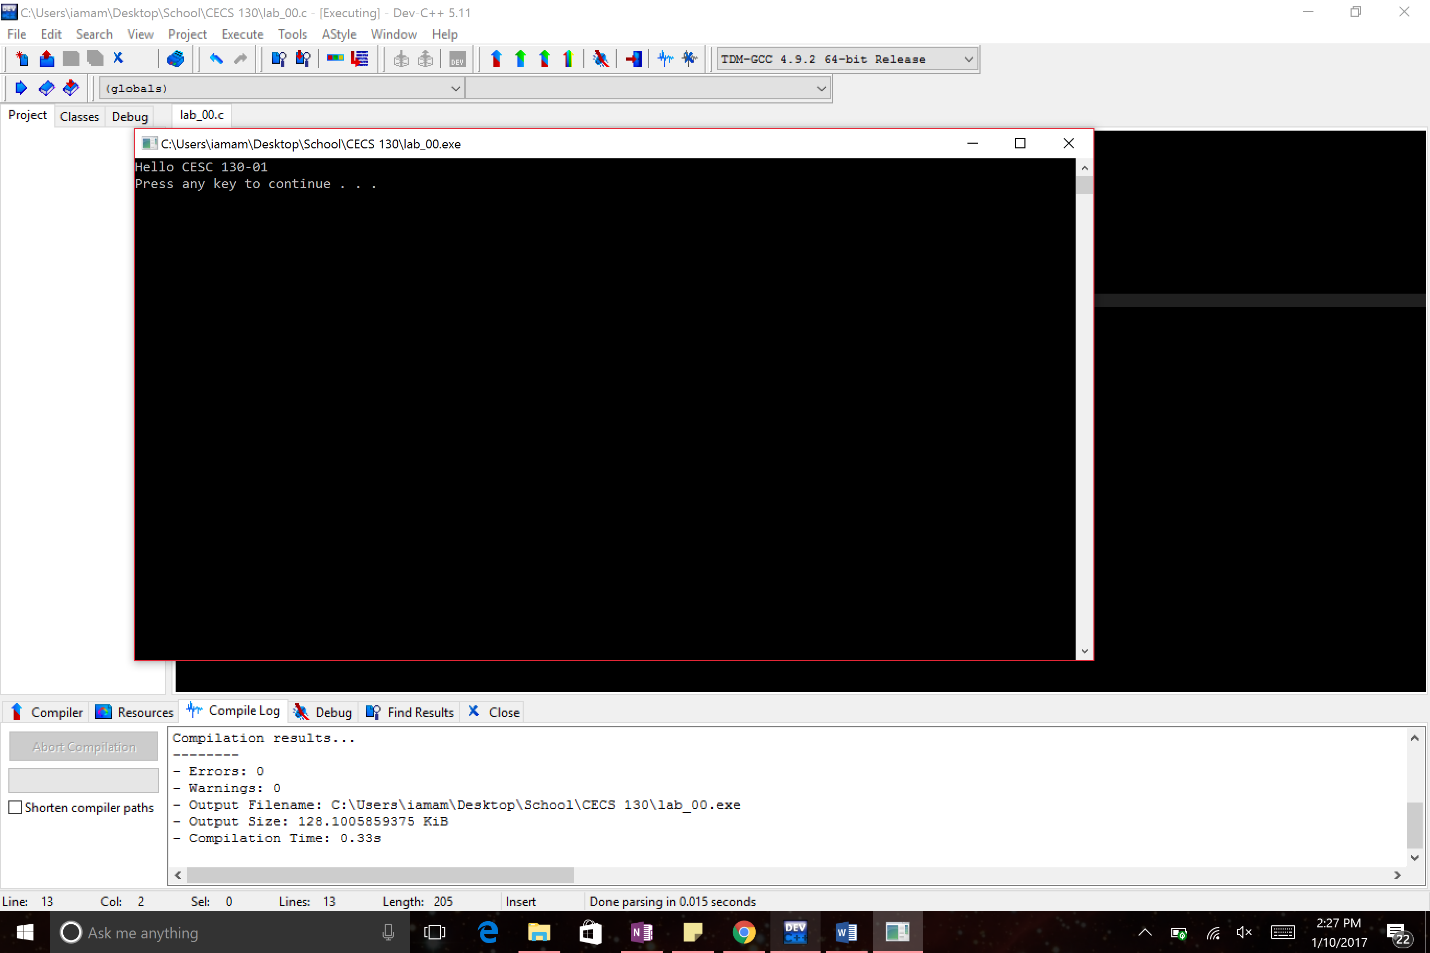 C:\Users\iamam\Desktop\School\CECS 130\lab_00.c - [Executing] - Dev-C++ 5.11
File Edit Search View Project Execute Tools AStyle Window Help
DEV
TDM-GCC 4.9.2 64-bit Release
(globals)
Project Classes Debug
lab_00.c
C:\Users\iamam\Desktop\School\CECS 130\lab_00.exe
Hello CESC 130-01
Press any key to continue . . .
Compiler Resources Compile Log Debug Find Results Close
Abort Compilation
Shorten compiler paths
Compilation results...
--------
- Errors: 0
- Warnings: 0
- Output Filename: C:\Users\iamam\Desktop\School\CECS 130\lab_00.exe
- Output Size: 128.1005859375 KiB
- Compilation Time: 0.33s
Line: 13 Col: 2 Sel: 0 Lines: 13 Length: 205 Insert Done parsing in 0.015 seconds
Ask me anything
DEV
2:27 PM
1/10/2017
22